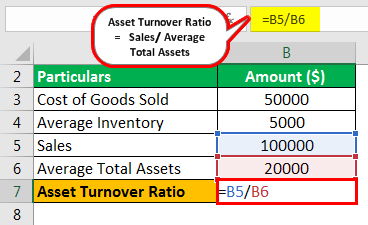 Asset Turnover Ratio
= Sales/ Average
Total Assets
=B5/B6
B
2 Particulars Amount ($)
3 Cost of Goods Sold 50000
4 Average Inventory 5000
5 Sales 100000
6 Average Total Assets 20000
7 Asset Turnover Ratio =B5/B6
8